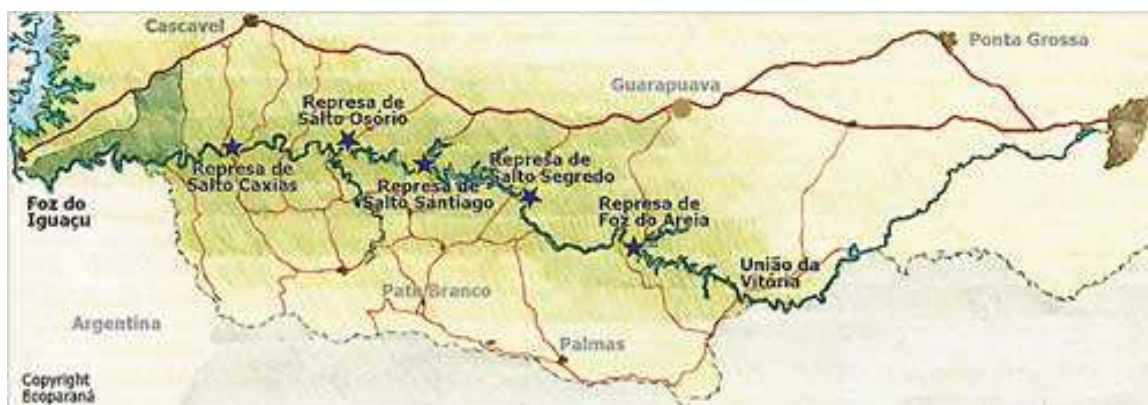 Cascavel
Ponta Grossa
Guarapuava
Represa de
Salto Osório
Represa de
Salto Caxias
Represa de
Salto Santiago
Represa de
Salto Segredo
Represa de
Foz do Areia
Foz do
Iguaçu
União da
Vitória
Pato Branco
Argentina
Palmas
Copyright
Ecoparaná